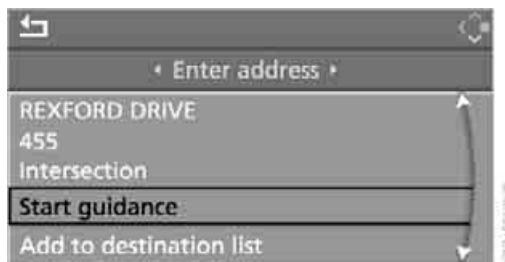 Enter address
REXFORD DRIVE
455
Intersection
Start guidance
Add to destination list